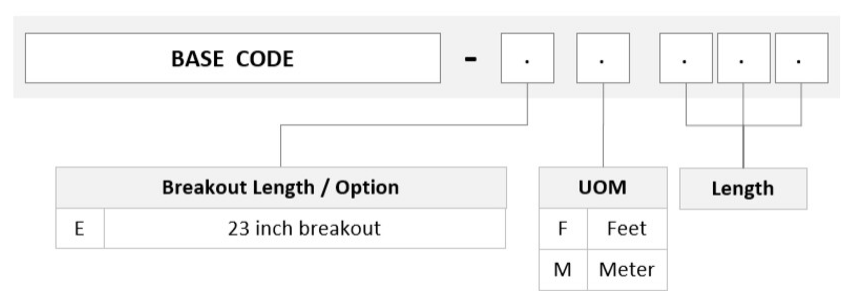 BASE CODE - . . . . .
Breakout Length / Option
E 23 inch breakout
UOM
F Feet
M Meter
Length